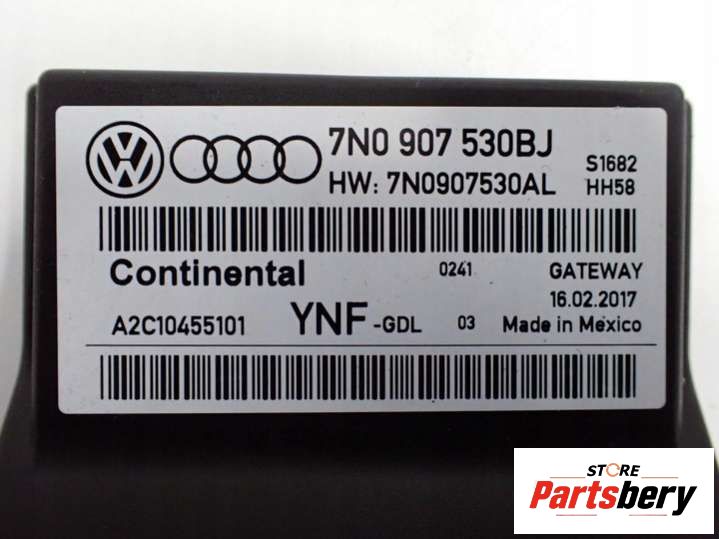 7N0 907 530BJ
HW: 7N0907530AL
S1682
HH58
Continental
0241
GATEWAY
16.02.2017
A2C10455101
YNF-GDL
03
Made in Mexico
STORE
Partsbery